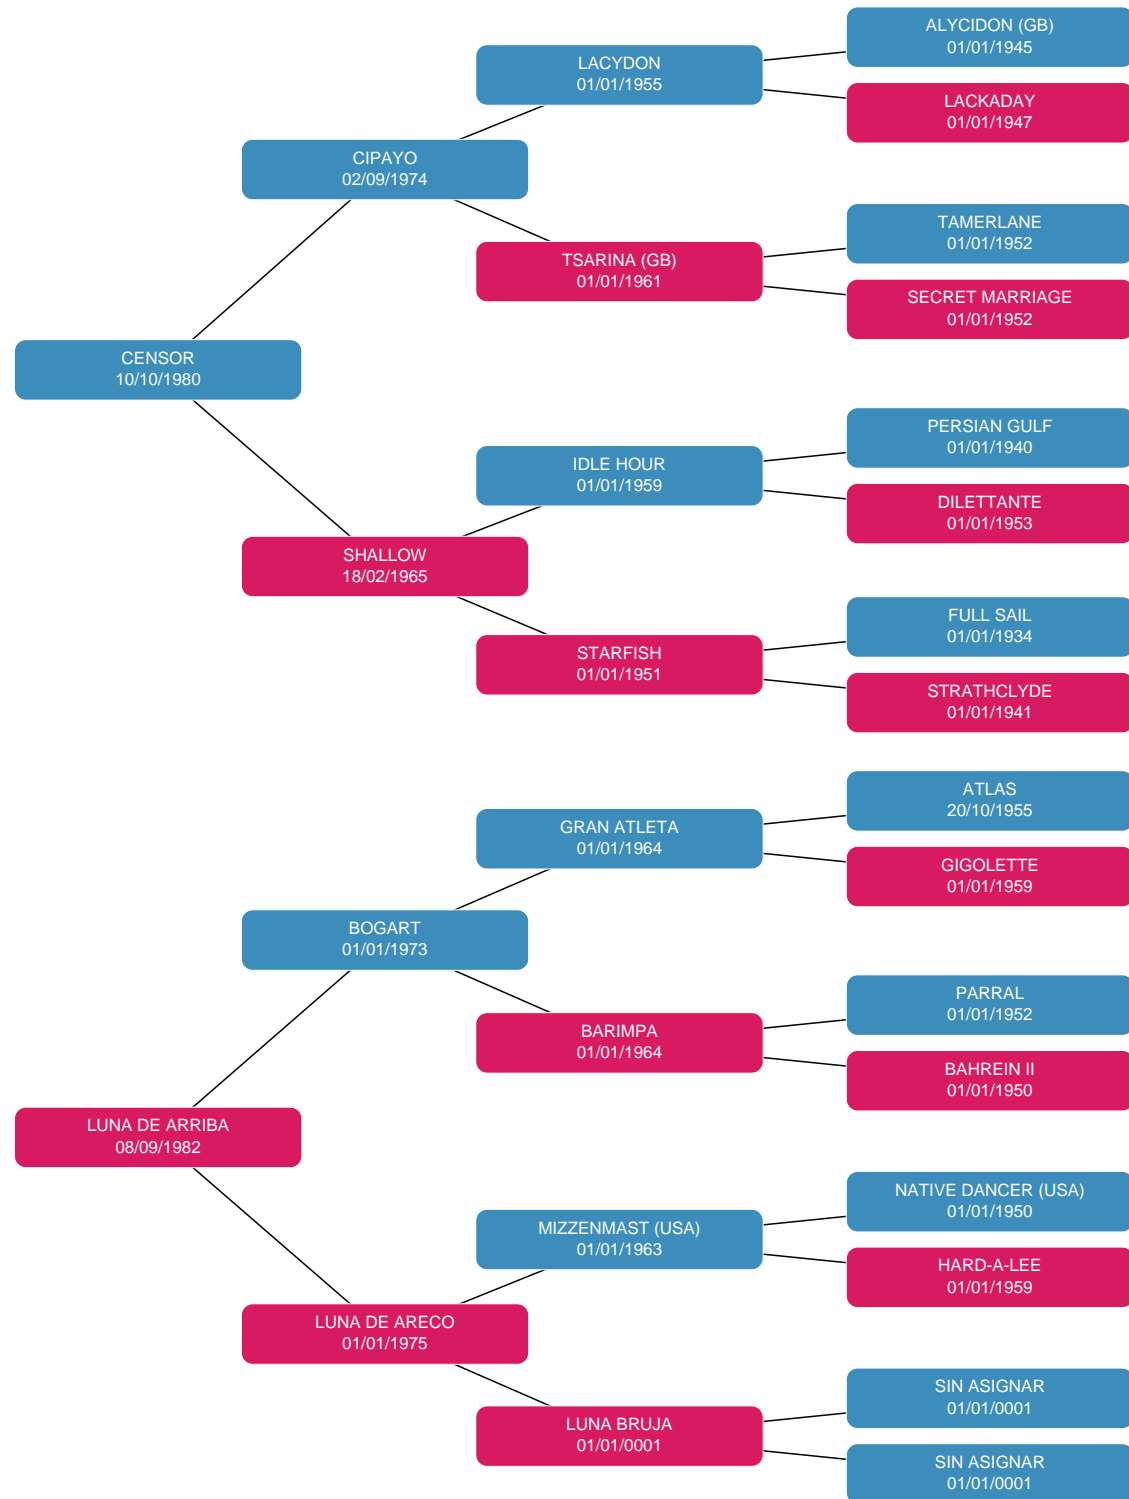 ALYCIDON (GB)
01/01/1945
LACYDON
01/01/1955
LACKADAY
01/01/1947
CIPAYO
02/09/1974
TAMERLANE
01/01/1952
TSARINA (GB)
01/01/1961
SECRET MARRIAGE
01/01/1952
CENSOR
10/10/1980
PERSIAN GULF
01/01/1940
IDLE HOUR
01/01/1959
DILETTANTE
01/01/1953
SHALLOW
18/02/1965
FULL SAIL
01/01/1934
STARFISH
01/01/1951
STRATHCLYDE
01/01/1941
ATLAS
20/10/1955
GRAN ATLETA
01/01/1964
GIGOLETTE
01/01/1959
BOGART
01/01/1973
PARRAL
01/01/1952
BARIMPA
01/01/1964
BAHREIN II
01/01/1950
LUNA DE ARRIBA
08/09/1982
NATIVE DANCER (USA)
01/01/1950
MIZZENMAST (USA)
01/01/1963
HARD-A-LEE
01/01/1959
LUNA DE ARECO
01/01/1975
SIN ASIGNAR
01/01/0001
LUNA BRUJA
01/01/0001
SIN ASIGNAR
01/01/0001